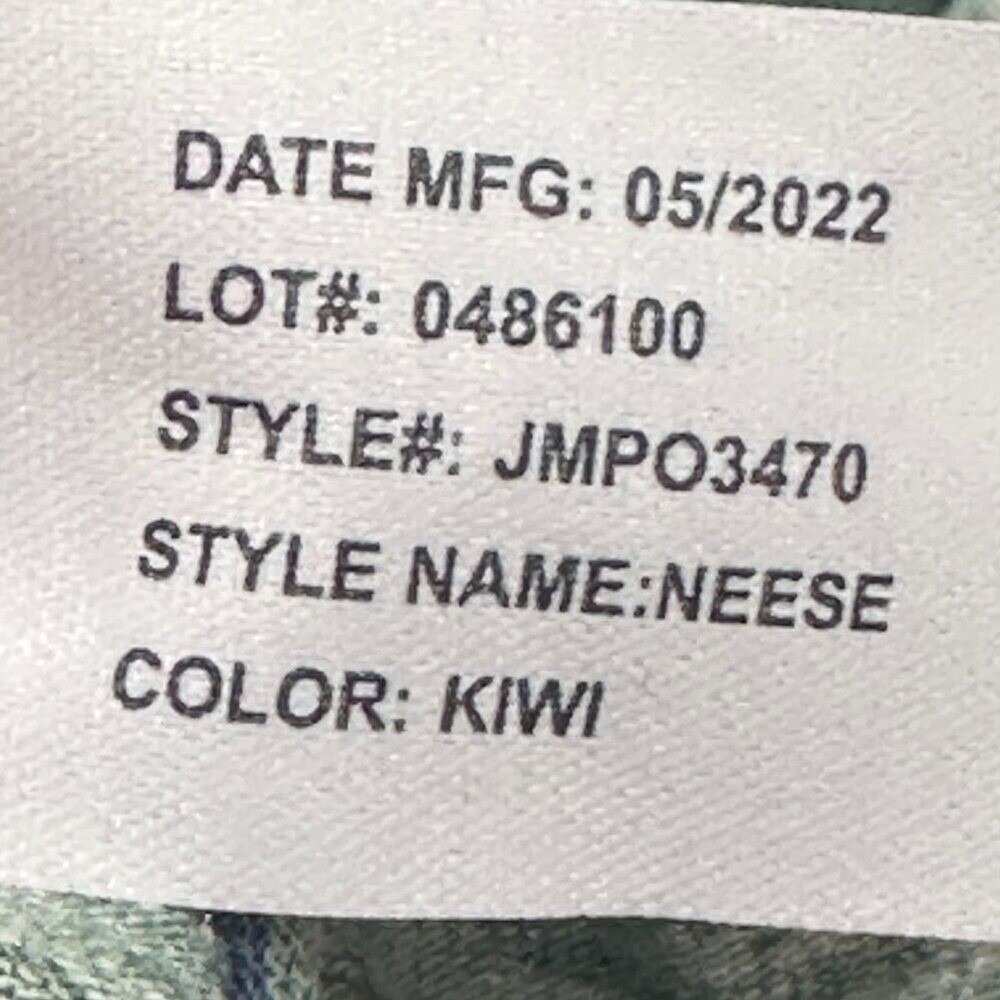 DATE MFG: 05/2022
LOT#: 0486100
STYLE#: JMPO3470
STYLE NAME:NEESE
COLOR: KIWI